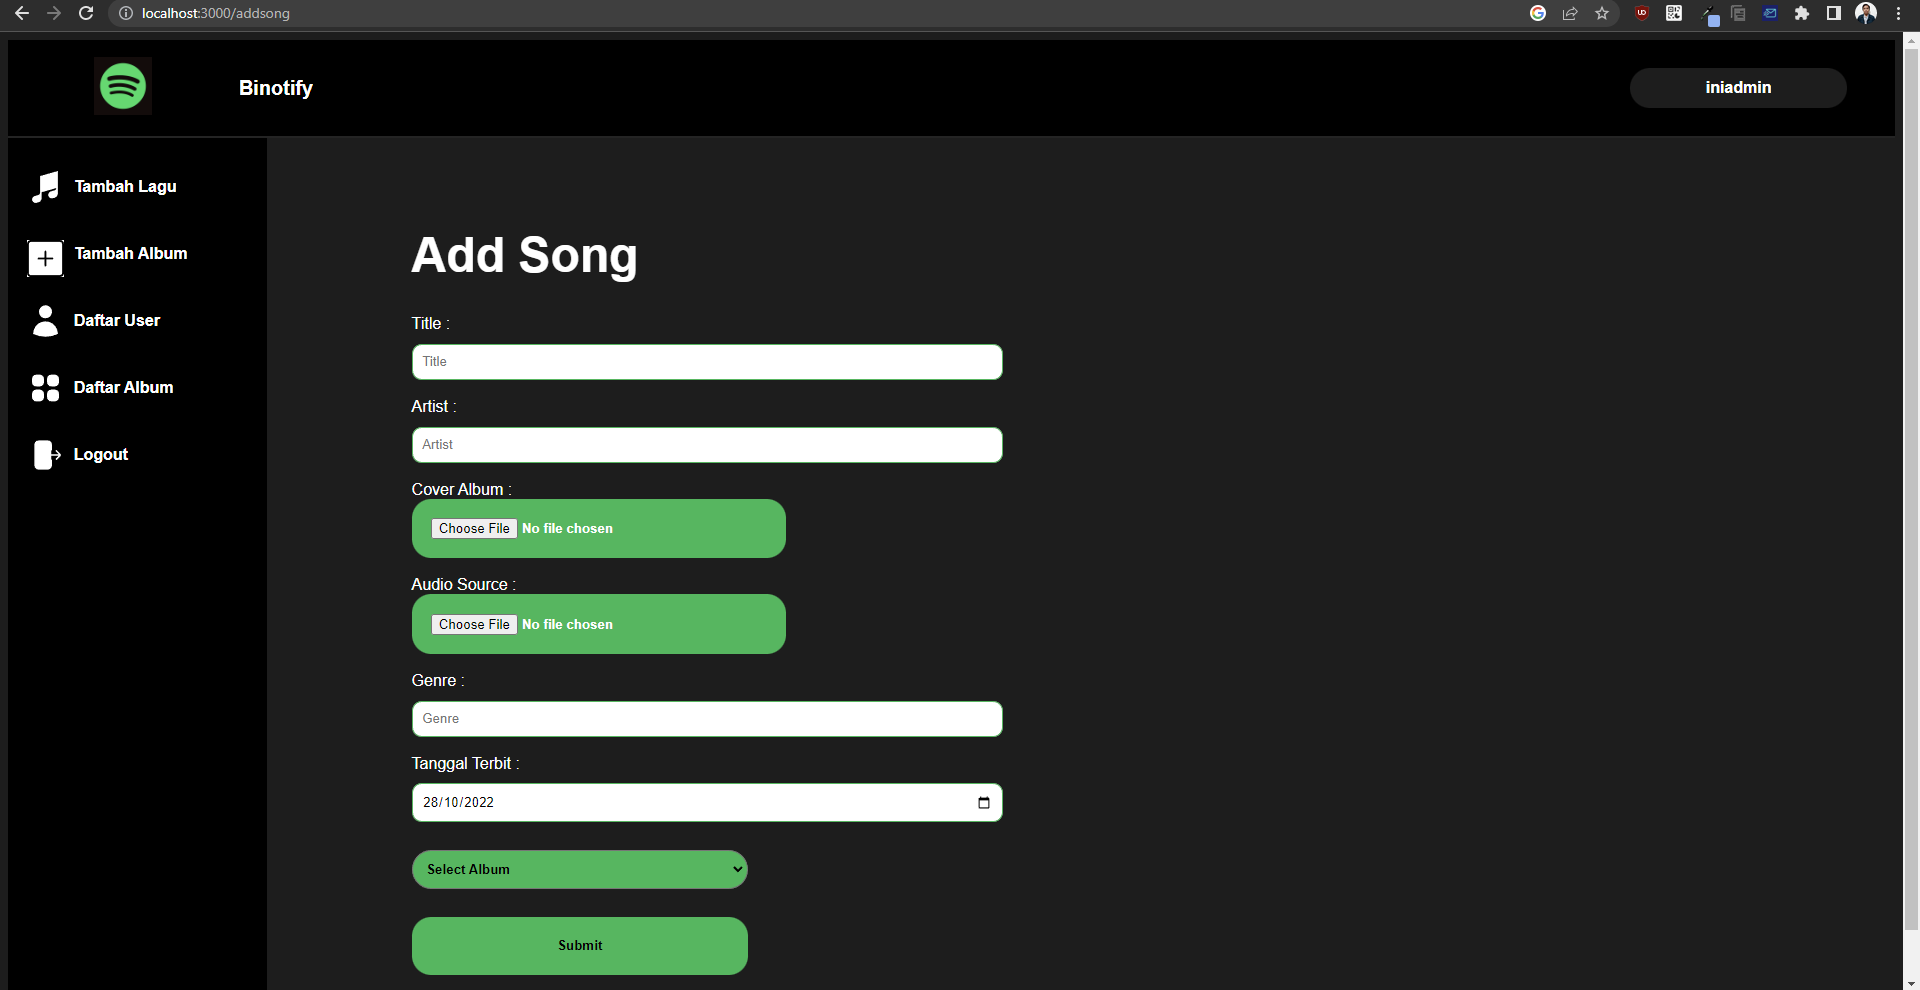 localhost:3000/addsong
Binotify
iniadmin
Tambah Lagu
Tambah Album
Daftar User
Daftar Album
Logout
Add Song
Title :
Title
Artist :
Artist
Cover Album :
Choose File No file chosen
Audio Source :
Choose File No file chosen
Genre :
Genre
Tanggal Terbit :
28/10/2022
Select Album
Submit